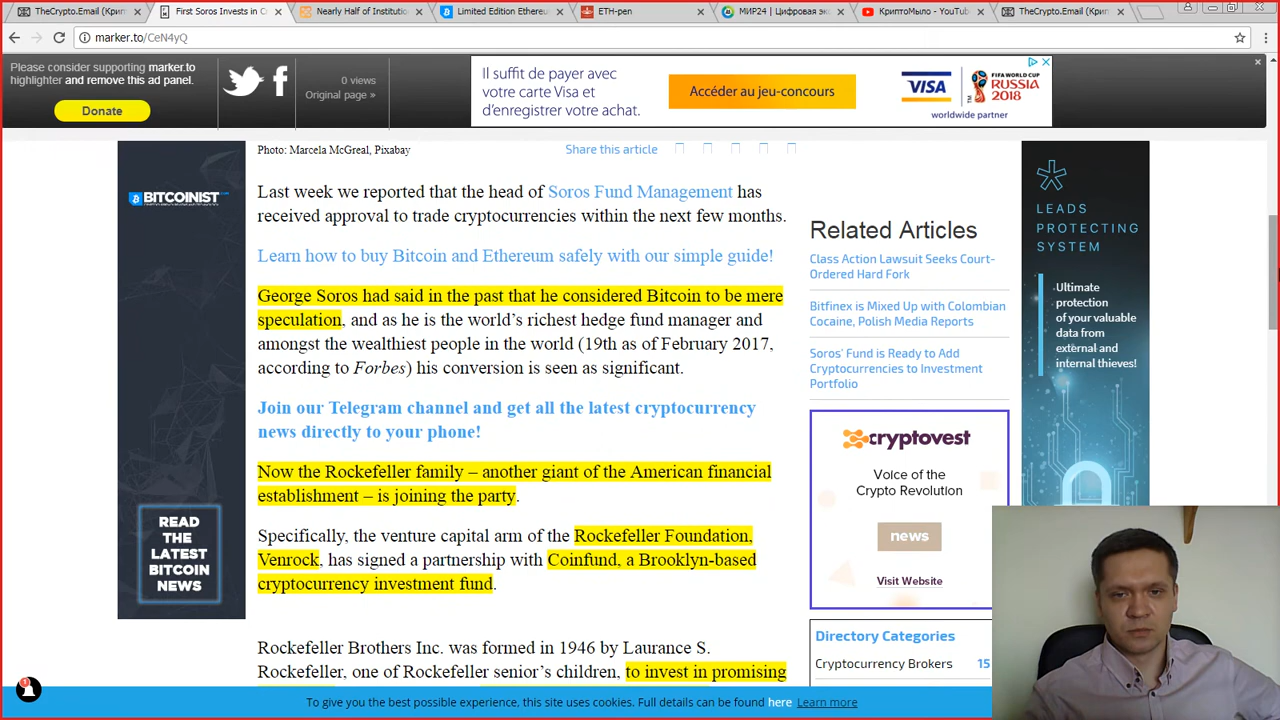 TheCrypto.Email (Крип
First Soros Invests in C
Nearly Half of Institutio
Limited Edition Ethereu
ETH-pen
МИР24 | Цифровая эк
КриптоМыло - YouTub
TheCrypto.Email (Крип
marker.to/CeN4yQ
Please consider supporting marker.to
highlighter and remove this ad panel.
Donate
0 views
Original page »
Il suffit de payer avec
votre carte Visa et
d'enregistrer votre achat.
Accéder au jeu-concours
VISA
FIFA WORLD CUP
RUSSIA
2018
worldwide partner
Photo: Marcela McGreal, Pixabay
Share this article
BITCOINIST
Last week we reported that the head of Soros Fund Management has
received approval to trade cryptocurrencies within the next few months.
Learn how to buy Bitcoin and Ethereum safely with our simple guide!
George Soros had said in the past that he considered Bitcoin to be mere
speculation, and as he is the world's richest hedge fund manager and
amongst the wealthiest people in the world (19th as of February 2017,
according to Forbes) his conversion is seen as significant.
Join our Telegram channel and get all the latest cryptocurrency
news directly to your phone!
Now the Rockefeller family – another giant of the American financial
establishment – is joining the party.
Specifically, the venture capital arm of the Rockefeller Foundation,
Venrock, has signed a partnership with Coinfund, a Brooklyn-based
cryptocurrency investment fund.
Rockefeller Brothers Inc. was formed in 1946 by Laurance S.
Rockefeller, one of Rockefeller senior's children, to invest in promising
READ
THE
LATEST
BITCOIN
NEWS
Related Articles
Class Action Lawsuit Seeks Court-
Ordered Hard Fork
Bitfinex is Mixed Up with Colombian
Cocaine, Polish Media Reports
Soros' Fund is Ready to Add
Cryptocurrencies to Investment
Portfolio
cryptovest
Voice of the
Crypto Revolution
news
Visit Website
Directory Categories
Cryptocurrency Brokers 15
LEADS
PROTECTING
SYSTEM
Ultimate
protection
of your valuable
data from
external and
internal thieves!
1
To give you the best possible experience, this site uses cookies. Full details can be found here Learn more